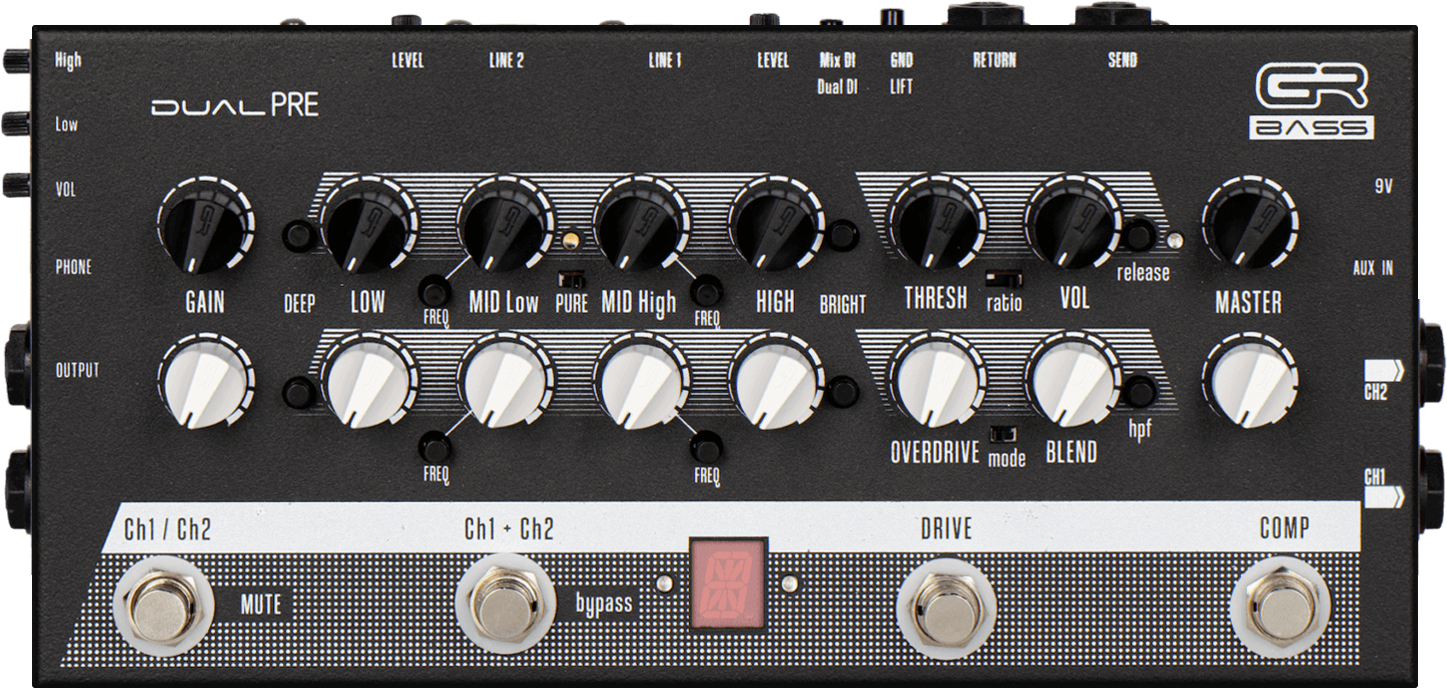 High
LEVEL
LINE 2
LINE 1
LEVEL
Mix DI
Dual DI
GND
LIFT
RETURN
SEND
DUAL PRE
GR
BASS
Low
VOL
9V
PHONE
AUX IN
GAIN
DEEP
LOW
FREQ
MID Low
PURE
MID High
FREQ
HIGH
BRIGHT
THRESH
ratio
VOL
release
MASTER
OUTPUT
CH2
FREQ
FREQ
OVERDRIVE
mode
BLEND
hpf
CH1
Ch1 / Ch2
Ch1 + Ch2
DRIVE
COMP
MUTE
bypass